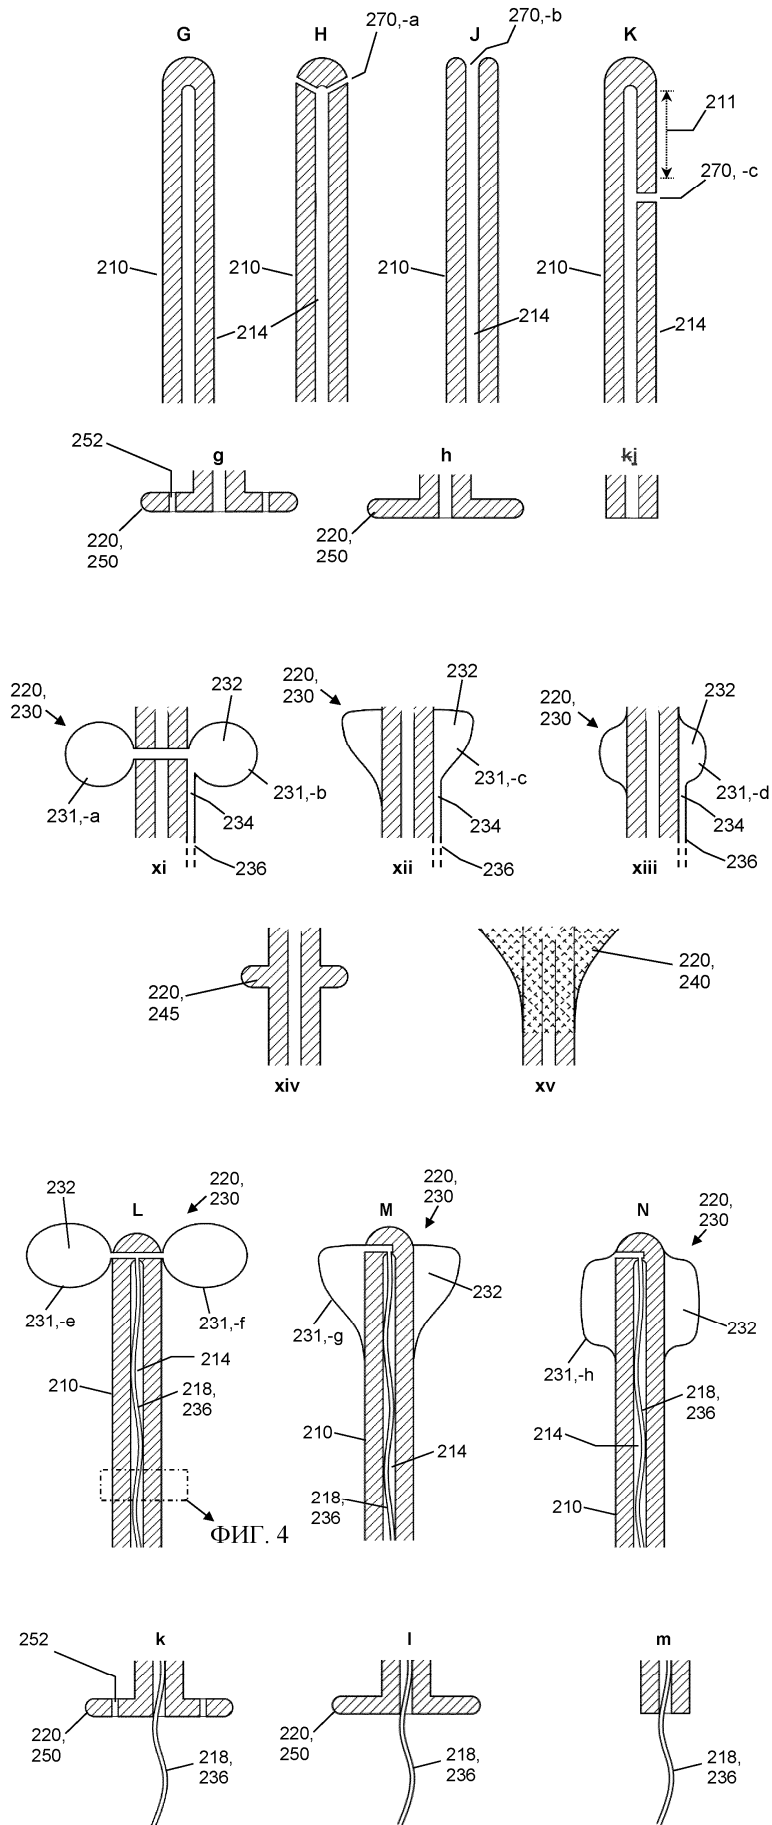 G
H
270,-a
J
270,-b
K
211
270, -c
210
210
210
210
214
214
214
252
g
220,
250
h
220,
250
kj
220,
230
232
231,-a
231,-b
234
236
xi
220,
230
232
231,-c
234
236
xii
220,
230
232
231,-d
234
236
xiii
220,
245
xiv
220,
240
xv
232
L
220,
230
231,-e
231,-f
214
210
218,
236
ФИГ. 4
M
220,
230
232
231,-g
210
214
218,
236
N
220,
230
232
231,-h
218,
236
214
210
252
k
220,
250
218,
236
l
220,
250
218,
236
m
218,
236